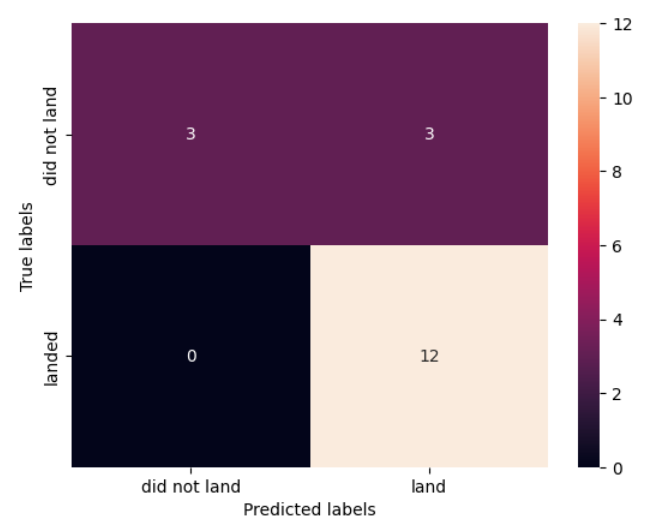 True labels
did not land
landed
3 3
0 12
did not land land
Predicted labels
12
10
8
6
4
2
0